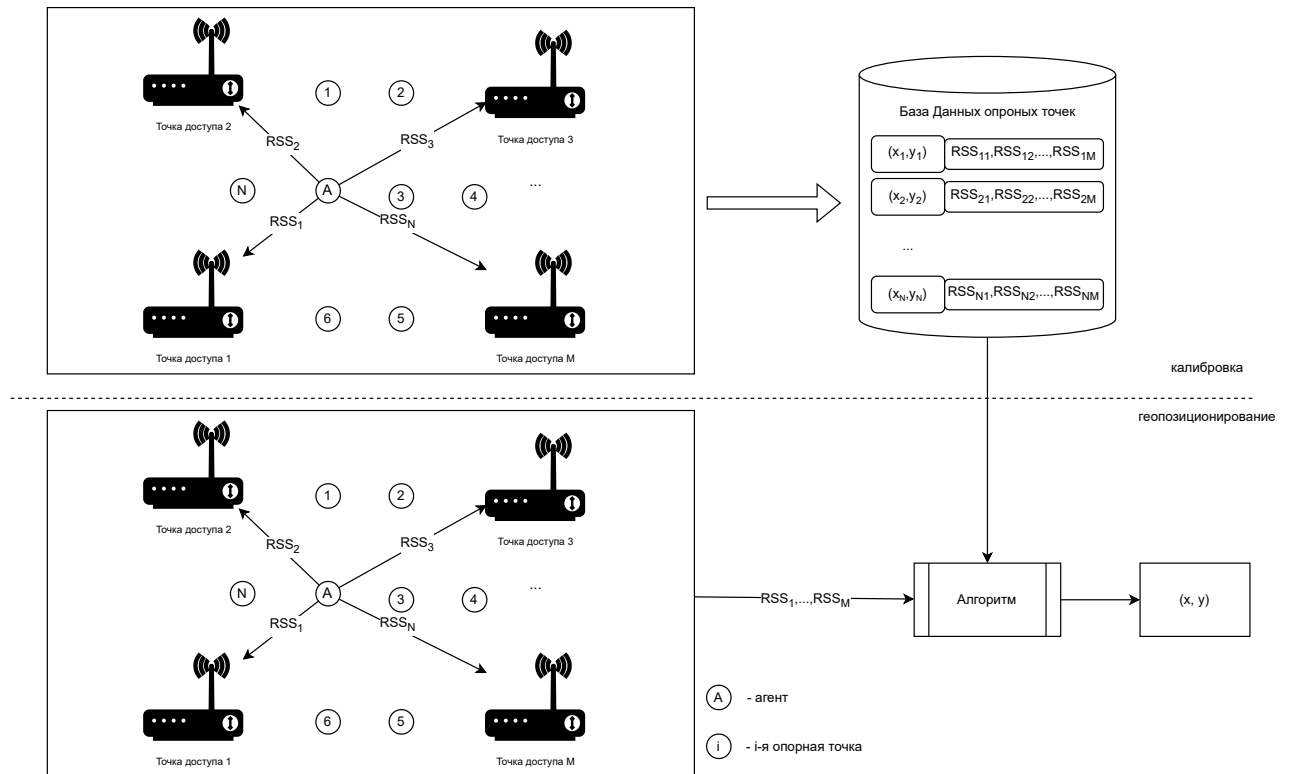 Точка доступа 2
Точка доступа 3
1
2
RSS2
RSS3
N
A
3
4
...
RSS1
RSSN
6
5
Точка доступа 1
Точка доступа M
База Данных опроных точек
(x1,y1)
RSS11,RSS12,...,RSS1M
(x2,y2)
RSS21,RSS22,...,RSS2M
...
(xN,yN)
RSSN1,RSSN2,...,RSSNM
калибровка
геопозиционирование
1
2
Точка доступа 2
Точка доступа 3
RSS2
RSS3
N
A
3
4
...
RSS1
RSSN
6
5
Точка доступа 1
Точка доступа M
RSS1,...,RSSM
Алгоритм
(x, y)
A - агент
i - i-я опорная точка